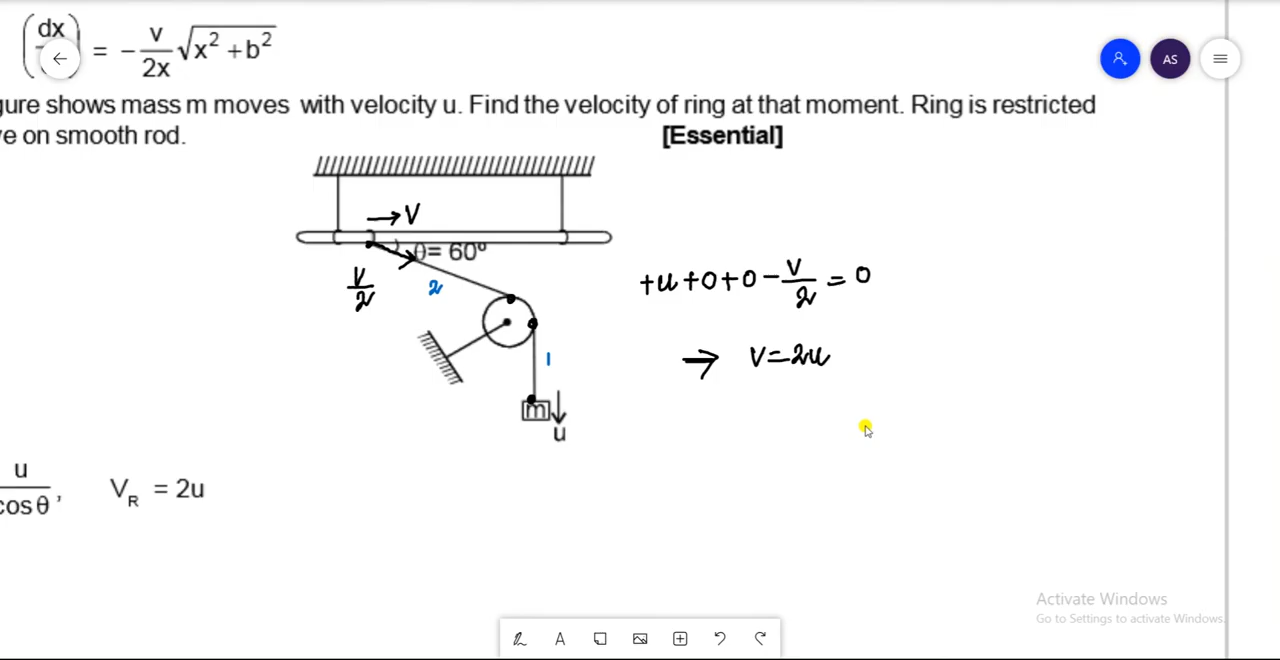 (dx/ ) = - v/2x √x² + b²
AS
gure shows mass m moves with velocity u. Find the velocity of ring at that moment. Ring is restricted
ve on smooth rod. [Essential]
→ V
θ= 60º
V/2
2
+u +0 +0 - V/2 = 0
1
→ V=2u
m
u
u/cosθ, V_R = 2u
Activate Windows
Go to Settings to activate Windows.
A